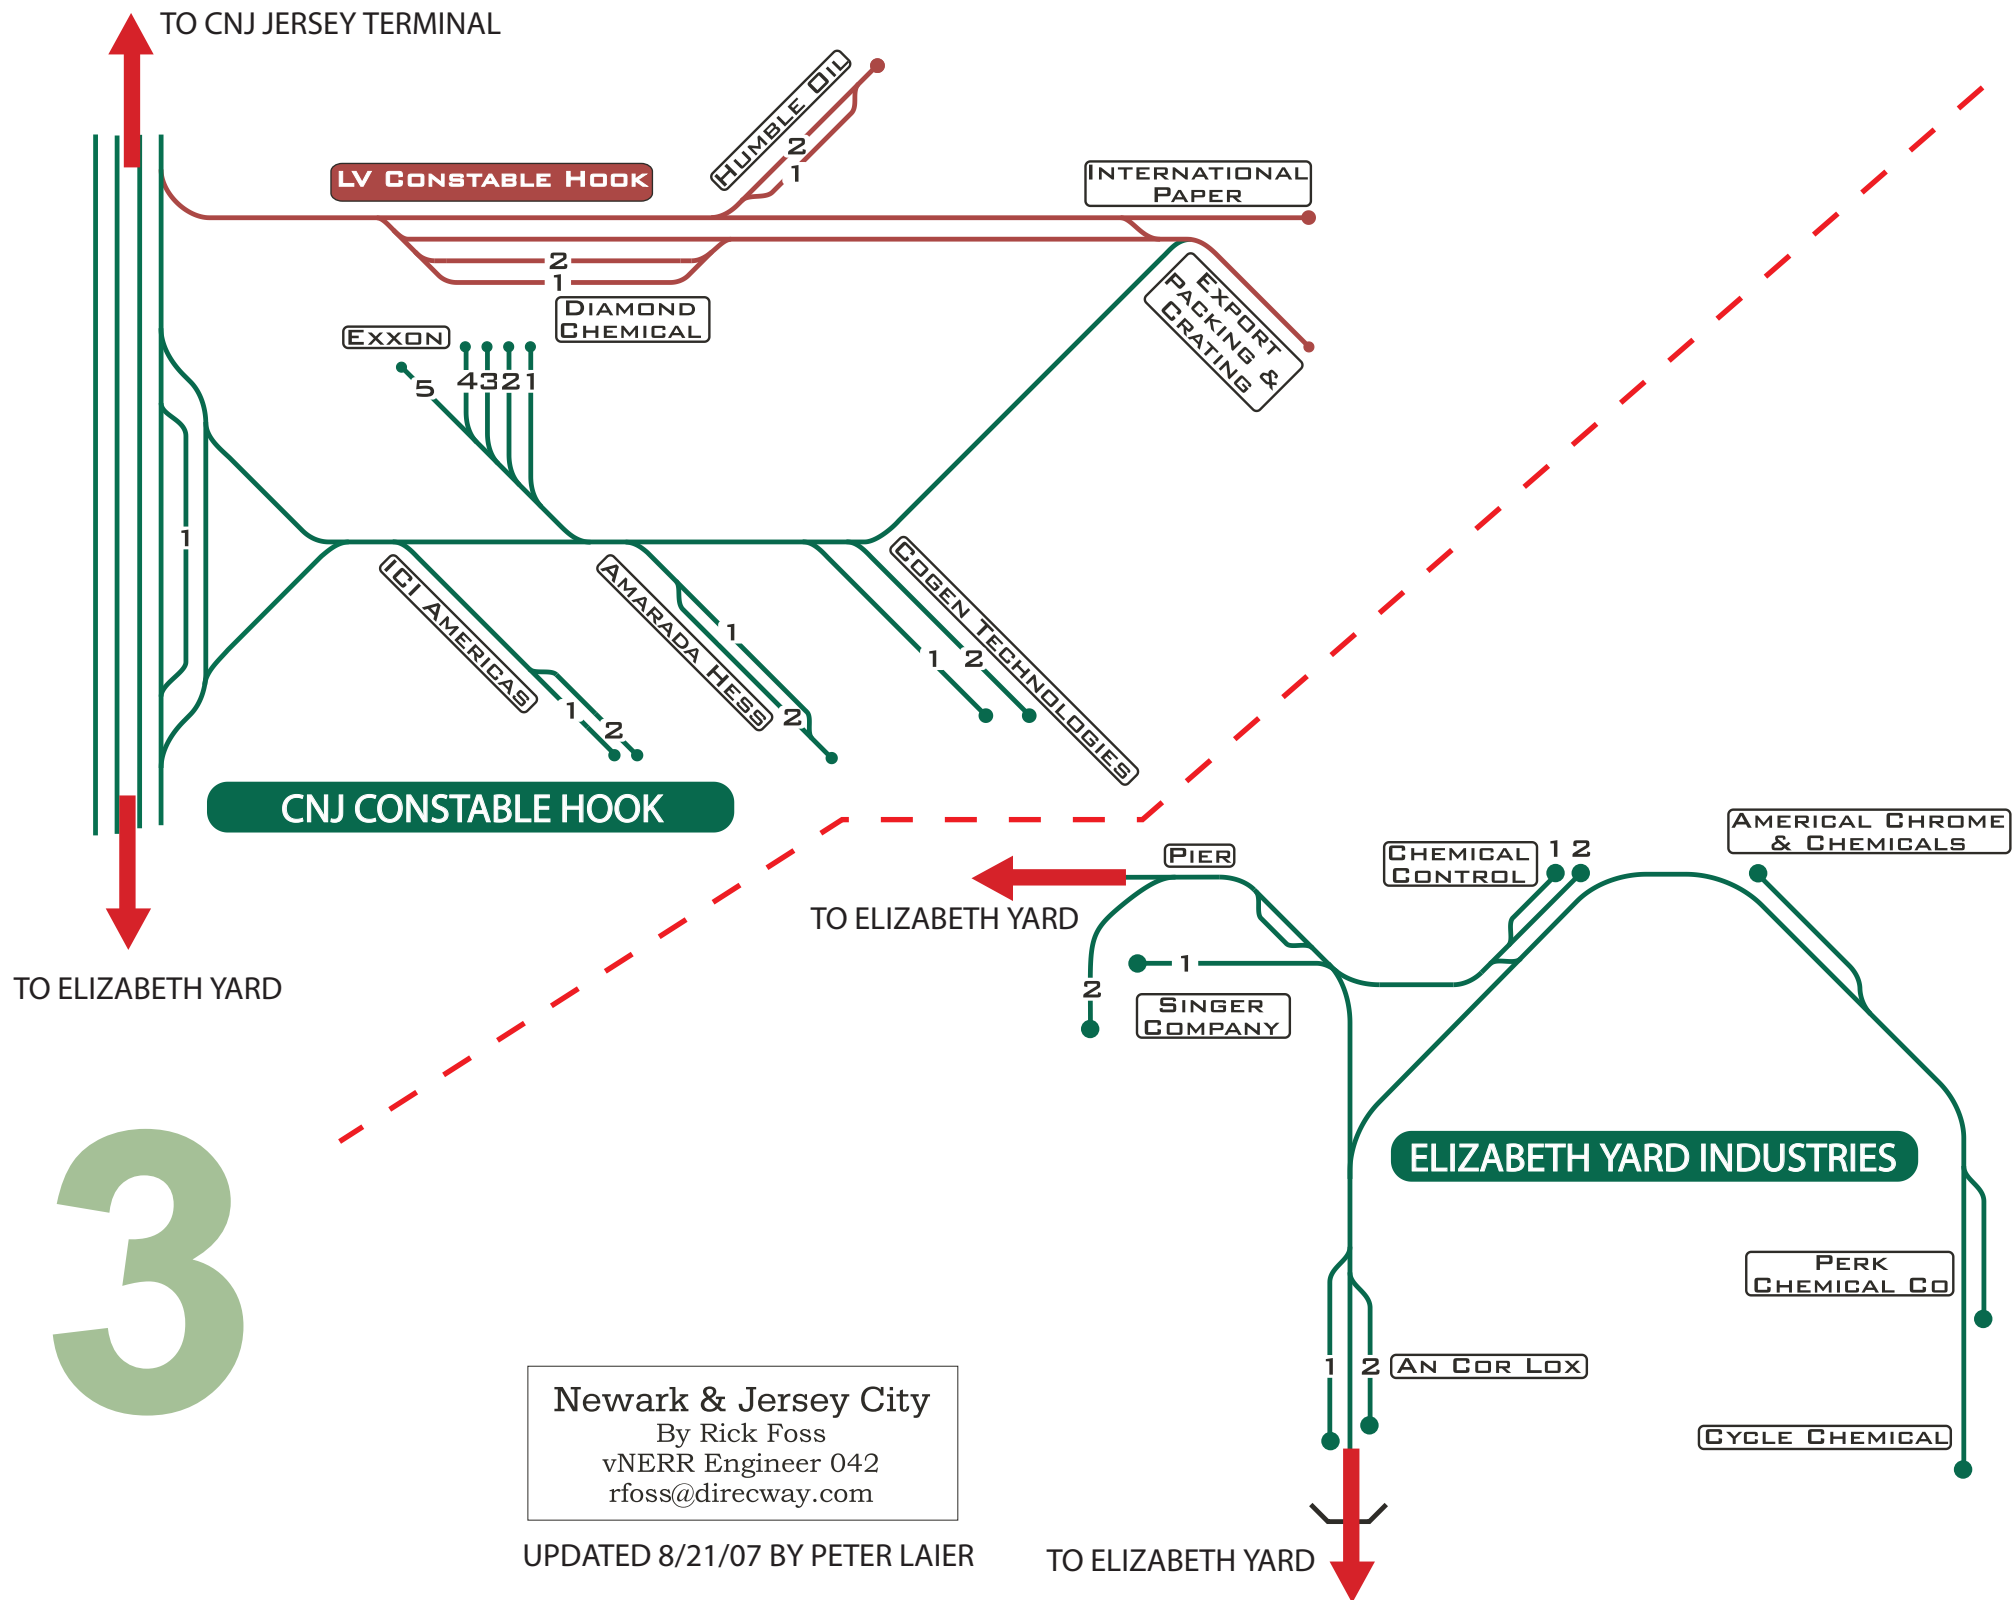 TO CNJ JERSEY TERMINAL
LV CONSTABLE HOOK
HUMBLE OIL
2
1
INTERNATIONAL
PAPER
2
1
DIAMOND
CHEMICAL
EXPORT
PACKING &
CRATING
EXXON
5
4
3
2
1
1
ICI AMERICAS
1
2
AMARADA HESS
1
2
COGEN TECHNOLOGIES
1
2
CNJ CONSTABLE HOOK
TO ELIZABETH YARD
PIER
TO ELIZABETH YARD
CHEMICAL
CONTROL
1 2
AMERICAL CHROME
& CHEMICALS
1
2
SINGER
COMPANY
ELIZABETH YARD INDUSTRIES
PERK
CHEMICAL CO
1
2
AN COR LOX
CYCLE CHEMICAL
3
Newark & Jersey City
By Rick Foss
vNERR Engineer 042
rfoss@direcway.com
UPDATED 8/21/07 BY PETER LAIER
TO ELIZABETH YARD